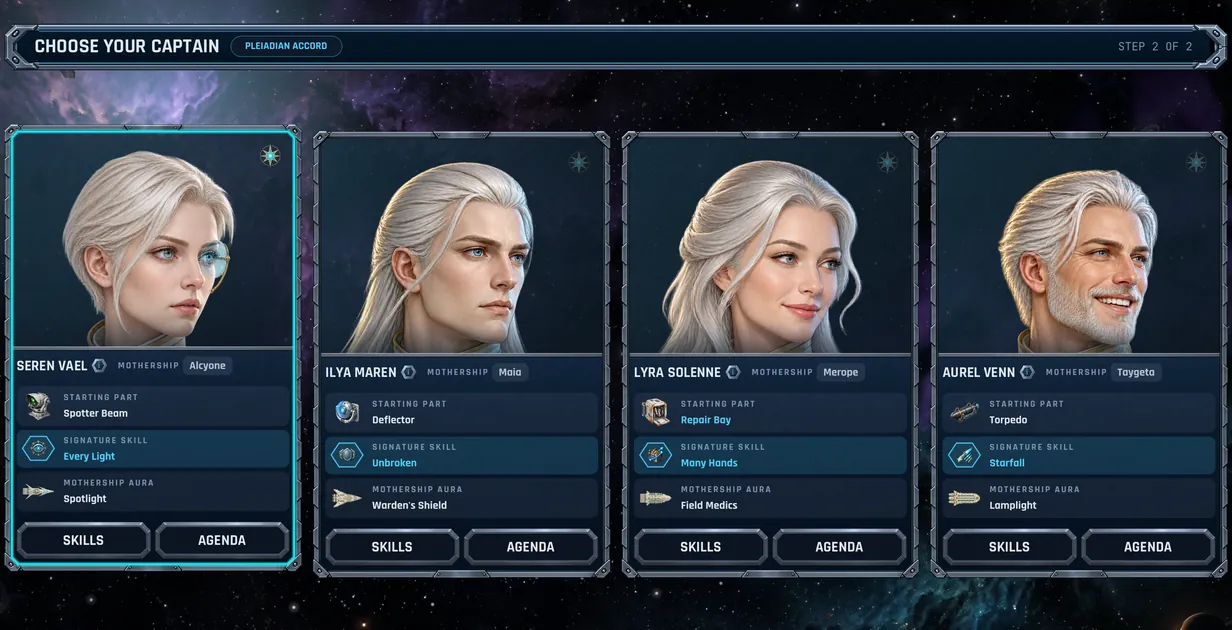 CHOOSE YOUR CAPTAIN
PLEIADIAN ACCORD
STEP 2 OF 2
SEREN VAEL
MOTHERSHIP
Alcyone
STARTING PART
Spotter Beam
SIGNATURE SKILL
Every Light
MOTHERSHIP AURA
Spotlight
SKILLS
AGENDA
ILYA MAREN
MOTHERSHIP
Maia
STARTING PART
Deflector
SIGNATURE SKILL
Unbroken
MOTHERSHIP AURA
Warden's Shield
SKILLS
AGENDA
LYRA SOLENNE
MOTHERSHIP
Merope
STARTING PART
Repair Bay
SIGNATURE SKILL
Many Hands
MOTHERSHIP AURA
Field Medics
SKILLS
AGENDA
AUREL VENN
MOTHERSHIP
Taygeta
STARTING PART
Torpedo
SIGNATURE SKILL
Starfall
MOTHERSHIP AURA
Lamplight
SKILLS
AGENDA